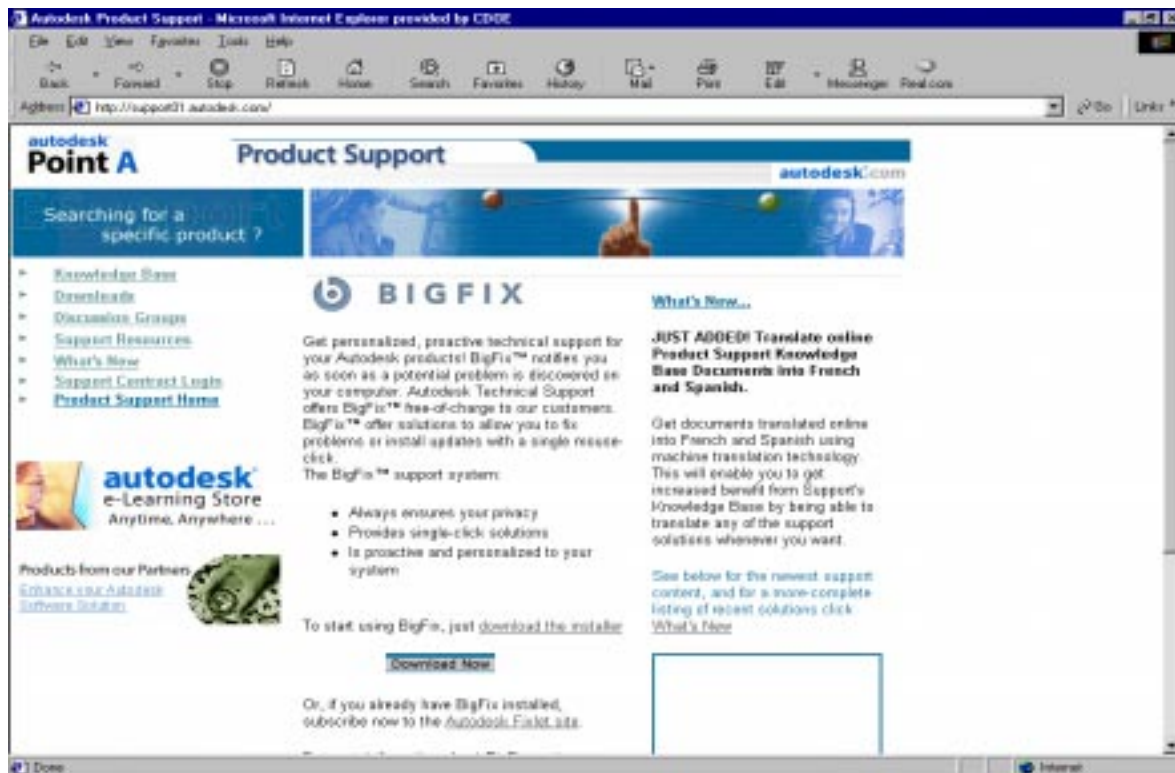 Autodesk Product Support - Microsoft Internet Explorer provided by CDOE
File Edit View Favorites Tools Help
Back Forward Stop Refresh Home Search Favorites History Mail Print Edit Messenger Real.com
Address http://support01.autodesk.com/ Go Links
autodesk
Point A
Product Support
autodesk.com
Searching for a
specific product ?
Knowledge Base
Downloads
Discussion Groups
Support Resources
What's New
Support Contract Login
Product Support Home
autodesk
e-Learning Store
Anytime, Anywhere ...
Products from our Partners
Enhance your Autodesk
Software Solution
BIGFIX
Get personalized, proactive technical support for
your Autodesk products! BigFix™ notifies you
as soon as a potential problem is discovered on
your computer. Autodesk Technical Support
offers BigFix™ free-of-charge to our customers.
BigFix™ offer solutions to allow you to fix
problems or install updates with a single mouse-
click.
The BigFix™ support system:
• Always ensures your privacy
• Provides single-click solutions
• Is proactive and personalized to your
system
To start using BigFix, just download the installer
Download Now
Or, if you already have BigFix installed,
subscribe now to the Autodesk Fixlet site.
What's New...
JUST ADDED! Translate online
Product Support Knowledge
Base Documents into French
and Spanish.
Get documents translated online
into French and Spanish using
machine translation technology.
This will enable you to get
increased benefit from Support's
Knowledge Base by being able to
translate any of the support
solutions whenever you want.
See below for the newest support
content, and for a more complete
listing of recent solutions click
What's New
Done
Internet